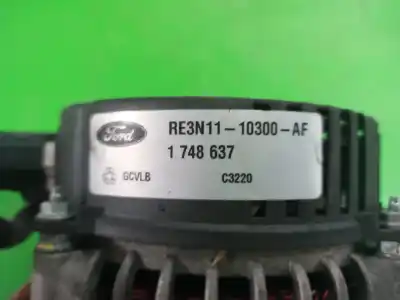 Ford
RE3N11-10300-AF
1 748 637
GCVLB C3220